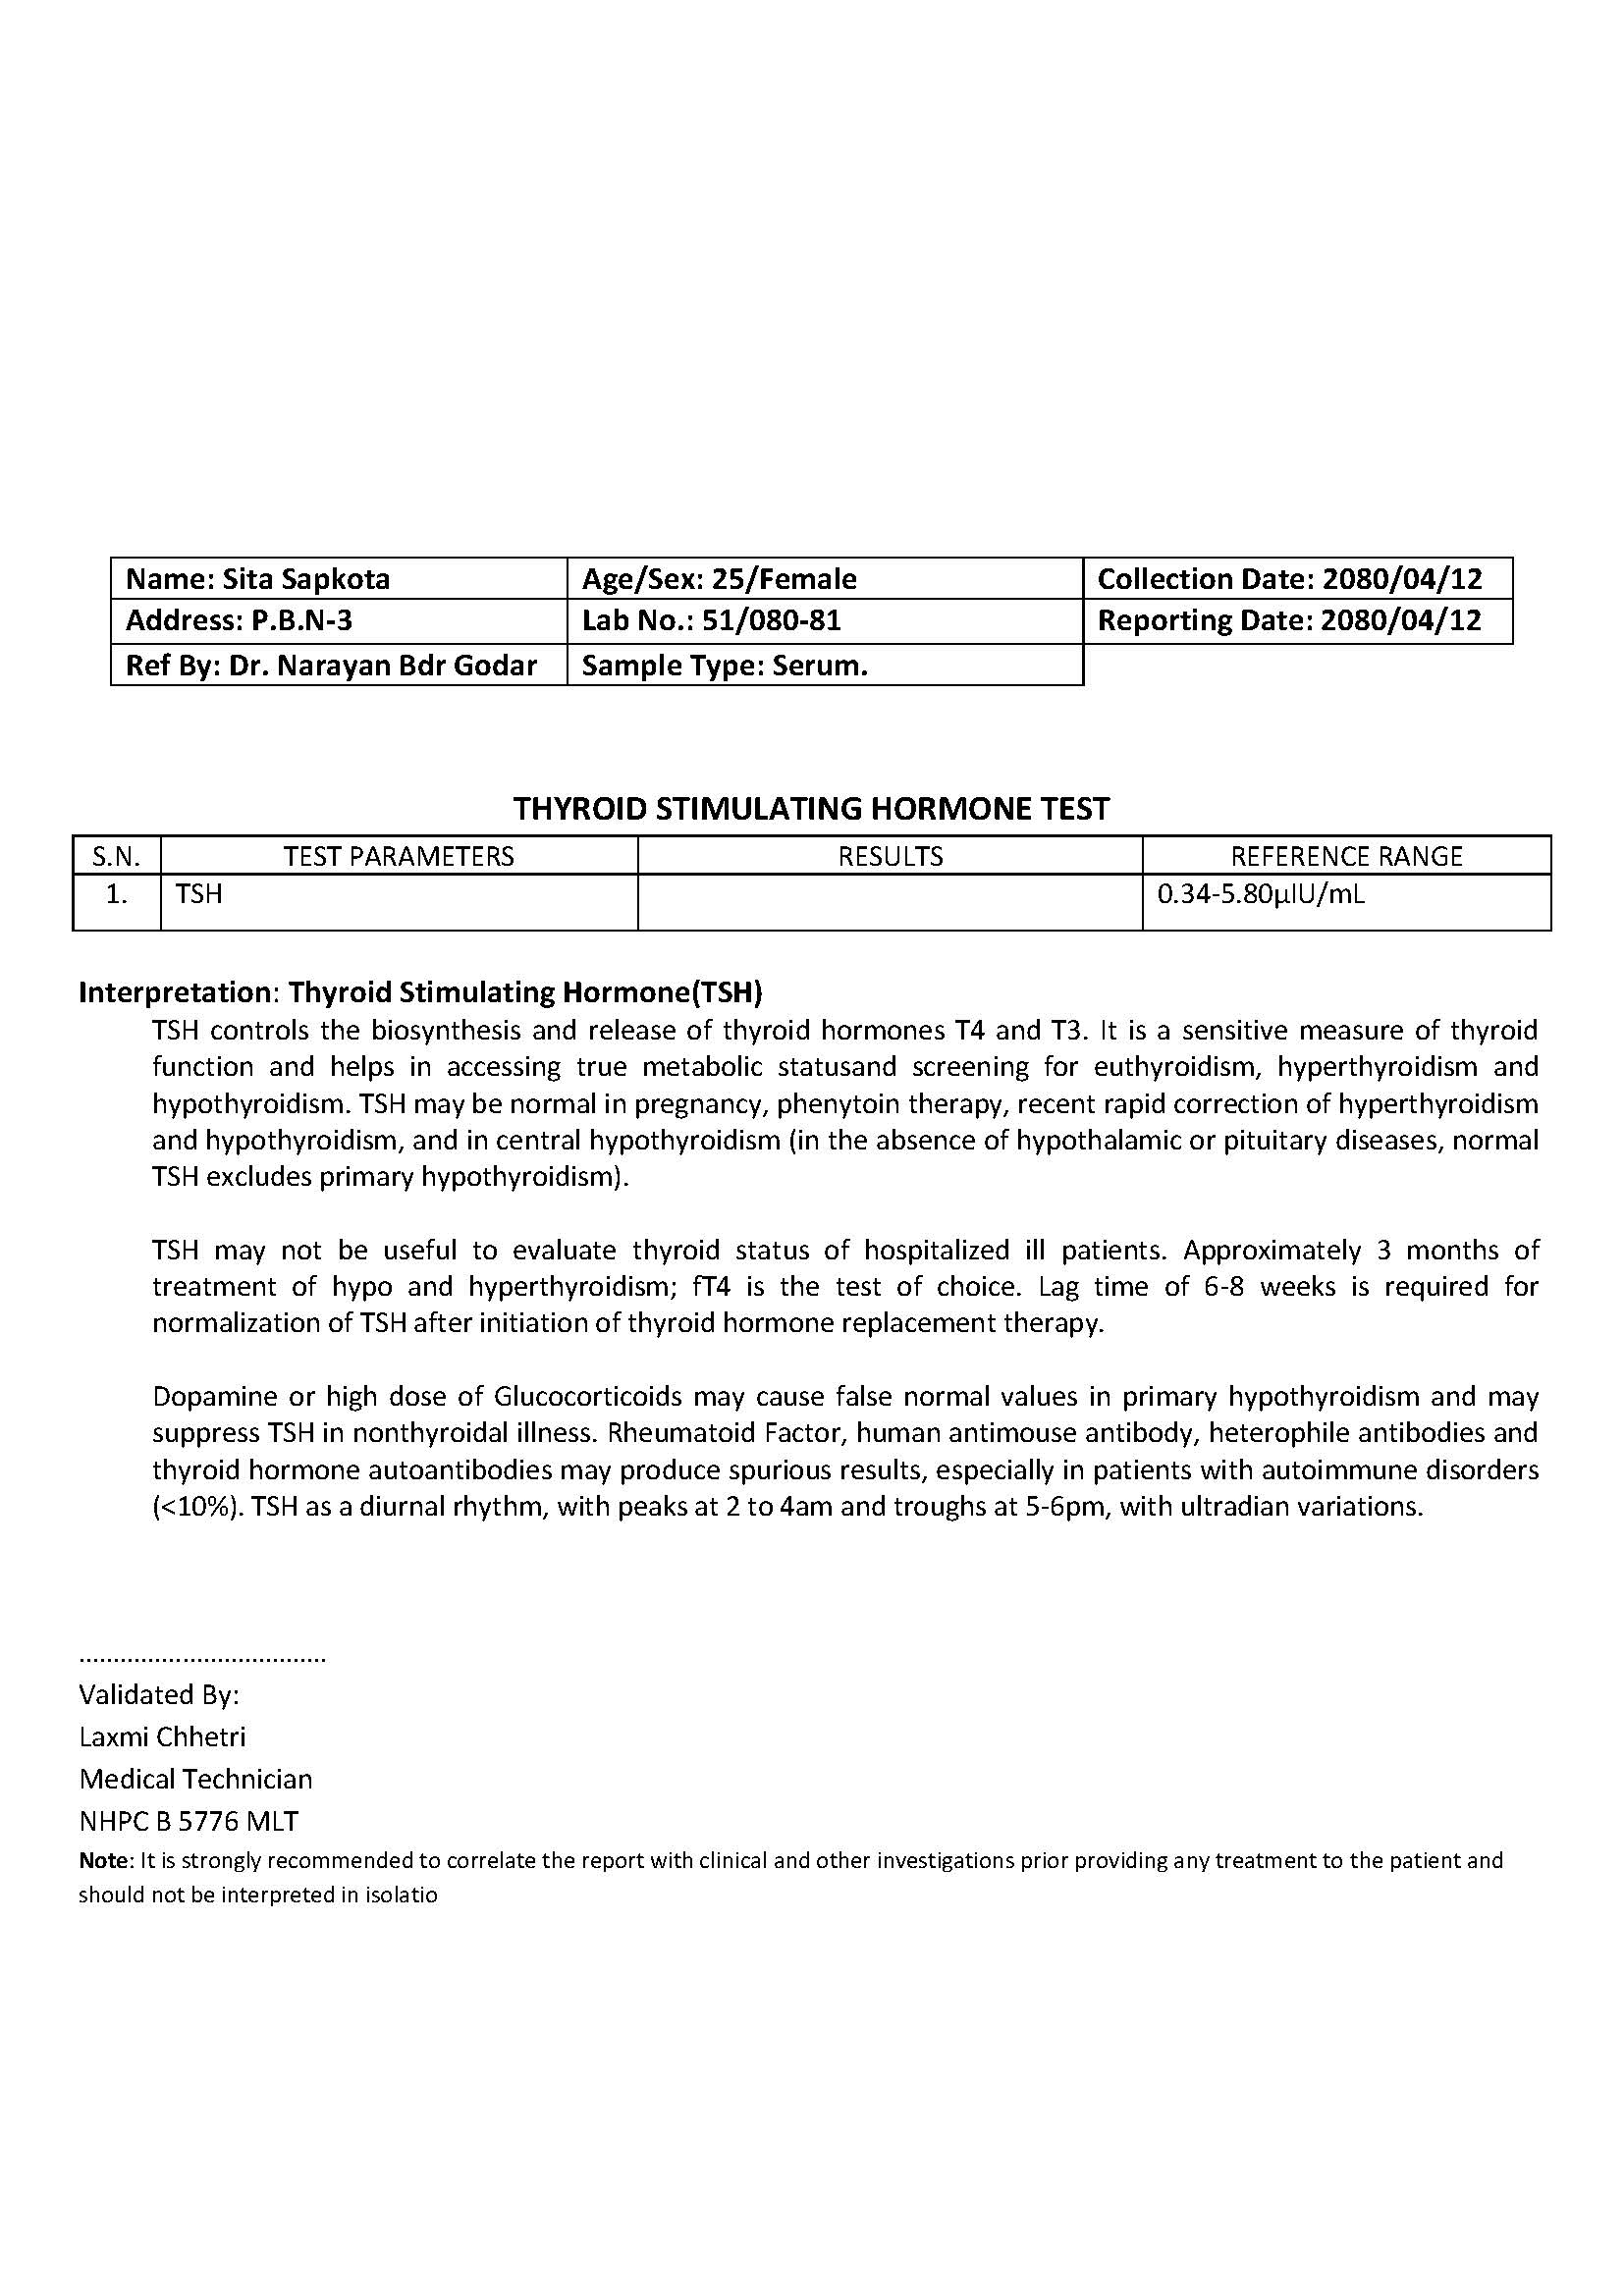 Name: Sita Sapkota Age/Sex: 25/Female Collection Date: 2080/04/12
Address: P.B.N-3 Lab No.: 51/080-81 Reporting Date: 2080/04/12
Ref By: Dr. Narayan Bdr Godar Sample Type: Serum.
THYROID STIMULATING HORMONE TEST
S.N. TEST PARAMETERS RESULTS REFERENCE RANGE
1. TSH 0.34-5.80µIU/mL
Interpretation: Thyroid Stimulating Hormone(TSH)
TSH controls the biosynthesis and release of thyroid hormones T4 and T3. It is a sensitive measure of thyroid
function and helps in accessing true metabolic statusand screening for euthyroidism, hyperthyroidism and
hypothyroidism. TSH may be normal in pregnancy, phenytoin therapy, recent rapid correction of hyperthyroidism
and hypothyroidism, and in central hypothyroidism (in the absence of hypothalamic or pituitary diseases, normal
TSH excludes primary hypothyroidism).
TSH may not be useful to evaluate thyroid status of hospitalized ill patients. Approximately 3 months of
treatment of hypo and hyperthyroidism; fT4 is the test of choice. Lag time of 6-8 weeks is required for
normalization of TSH after initiation of thyroid hormone replacement therapy.
Dopamine or high dose of Glucocorticoids may cause false normal values in primary hypothyroidism and may
suppress TSH in nonthyroidal illness. Rheumatoid Factor, human antimouse antibody, heterophile antibodies and
thyroid hormone autoantibodies may produce spurious results, especially in patients with autoimmune disorders
(<10%). TSH as a diurnal rhythm, with peaks at 2 to 4am and troughs at 5-6pm, with ultradian variations.
....................................
Validated By:
Laxmi Chhetri
Medical Technician
NHPC B 5776 MLT
Note: It is strongly recommended to correlate the report with clinical and other investigations prior providing any treatment to the patient and
should not be interpreted in isolatio